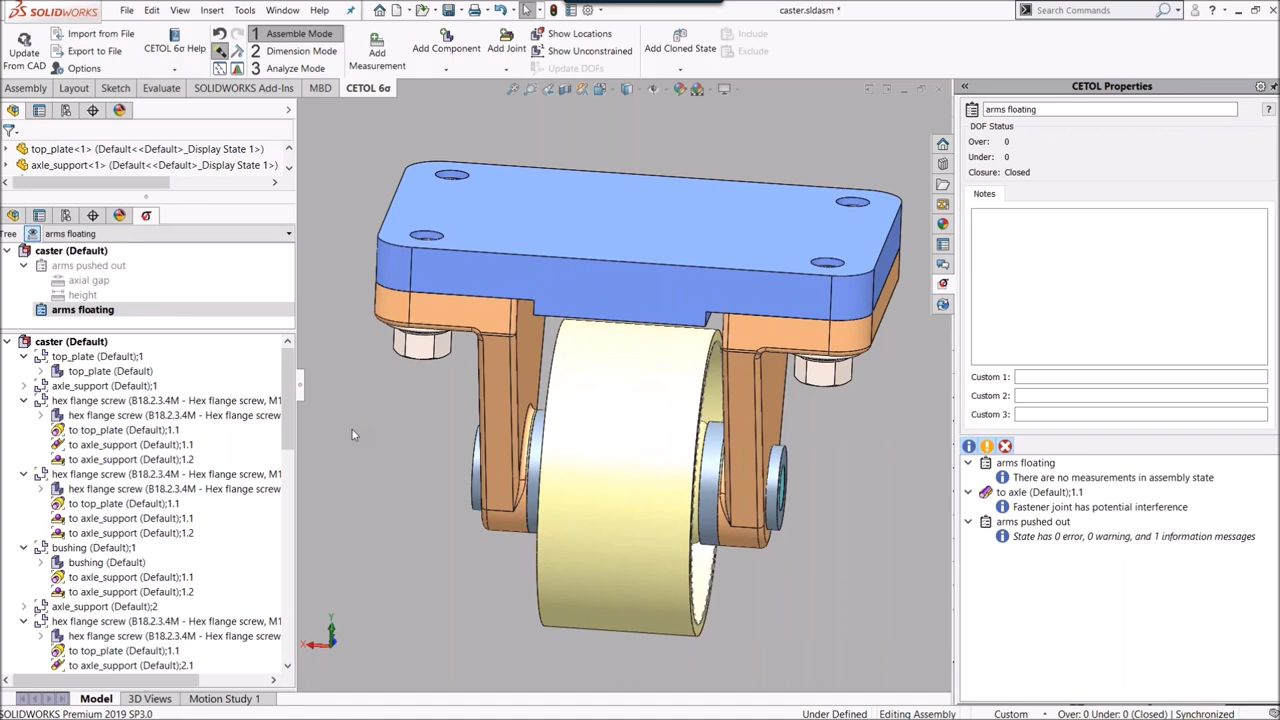 SOLIDWORKS
File
Edit
View
Insert
Tools
Window
Help
caster.sldasm *
Search Commands
Update From CAD
Import from File
Export to File
Options
CETOL 6σ Help
1 Assemble Mode
2 Dimension Mode
3 Analyze Mode
Add Measurement
Add Component
Add Joint
Show Locations
Show Unconstrained
Update DOFs
Add Cloned State
Include
Exclude
Assembly
Layout
Sketch
Evaluate
SOLIDWORKS Add-Ins
MBD
CETOL 6σ
top_plate<1> (Default<<Default>_Display State 1>)
axle_support<1> (Default<<Default>_Display State 1>)
Tree
arms floating
caster (Default)
arms pushed out
axial gap
height
arms floating
caster (Default)
top_plate (Default);1
top_plate (Default)
axle_support (Default);1
hex flange screw (B18.2.3.4M - Hex flange screw, M1
hex flange screw (B18.2.3.4M - Hex
to top_plate (Default);1.1
to axle_support (Default);1.1
to axle_support (Default);1.2
hex flange screw (B18.2.3.4M - Hex flange screw, M1
hex flange screw (B18.2.3.4M - Hex
to top_plate (Default);1.1
to axle_support (Default);1.1
to axle_support (Default);1.2
bushing (Default);1
bushing (Default)
to axle_support (Default);1.1
to axle_support (Default);1.2
axle_support (Default);2
hex flange screw (B18.2.3.4M - Hex flange screw, M1
hex flange screw (B18.2.3.4M - Hex
to top_plate (Default);1.1
to axle_support (Default);2.1
Y
X
CETOL Properties
arms floating
DOF Status
Over: 0
Under: 0
Closure: Closed
Notes
Custom 1:
Custom 2:
Custom 3:
arms floating
There are no measurements in assembly state
to axle (Default);1.1
Fastener joint has potential interference
arms pushed out
State has 0 error, 0 warning, and 1 information messages
Model
3D Views
Motion Study 1
SOLIDWORKS Premium 2019 SP3.0
Under Defined
Editing Assembly
Custom
Over: 0 Under: 0 (Closed) | Synchronized